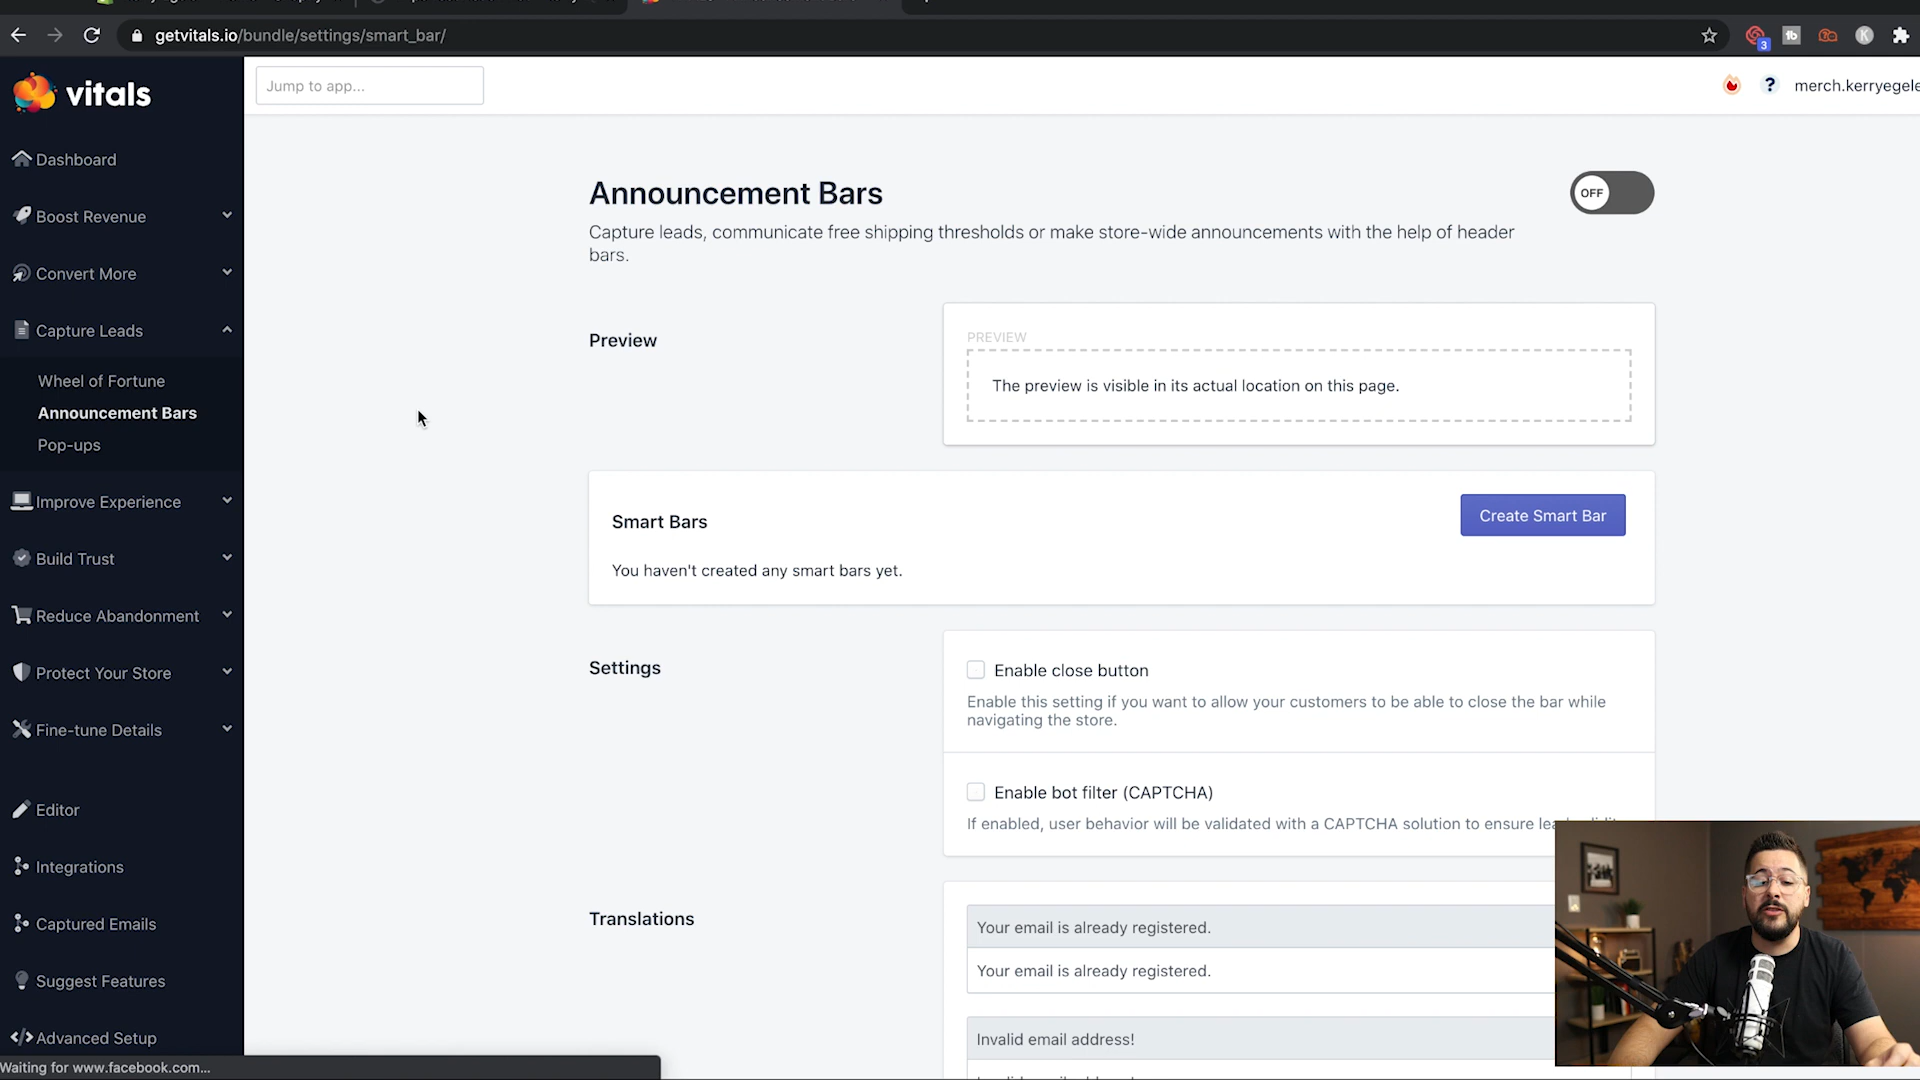 getvitals.io/bundle/settings/smart_bar/
3
tb
K
vitals
Jump to app...
?
merch.kerryegele
Dashboard
Boost Revenue
Convert More
Capture Leads
Wheel of Fortune
Announcement Bars
Pop-ups
Improve Experience
Build Trust
Reduce Abandonment
Protect Your Store
Fine-tune Details
Editor
Integrations
Captured Emails
Suggest Features
Advanced Setup
Waiting for www.facebook.com...
Announcement Bars
OFF
Capture leads, communicate free shipping thresholds or make store-wide announcements with the help of header
bars.
Preview
PREVIEW
The preview is visible in its actual location on this page.
Smart Bars
Create Smart Bar
You haven't created any smart bars yet.
Settings
Enable close button
Enable this setting if you want to allow your customers to be able to close the bar while
navigating the store.
Enable bot filter (CAPTCHA)
If enabled, user behavior will be validated with a CAPTCHA solution to ensure
Translations
Your email is already registered.
Your email is already registered.
Invalid email address!